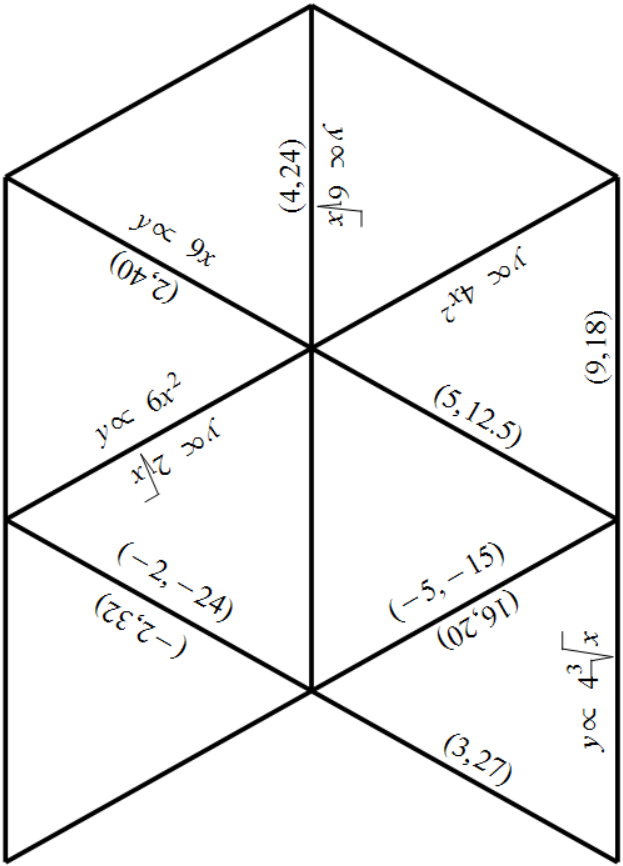 y ∝ 6√x
(4,24)
y ∝ 6x
(2,40)
y ∝ 4x²
(9,18)
y ∝ 6x²
(5,12.5)
y ∝ 2√x
(−2,−24)
(−5,−15)
(−2,32)
(16,20)
y ∝ 4∛x
(3,27)